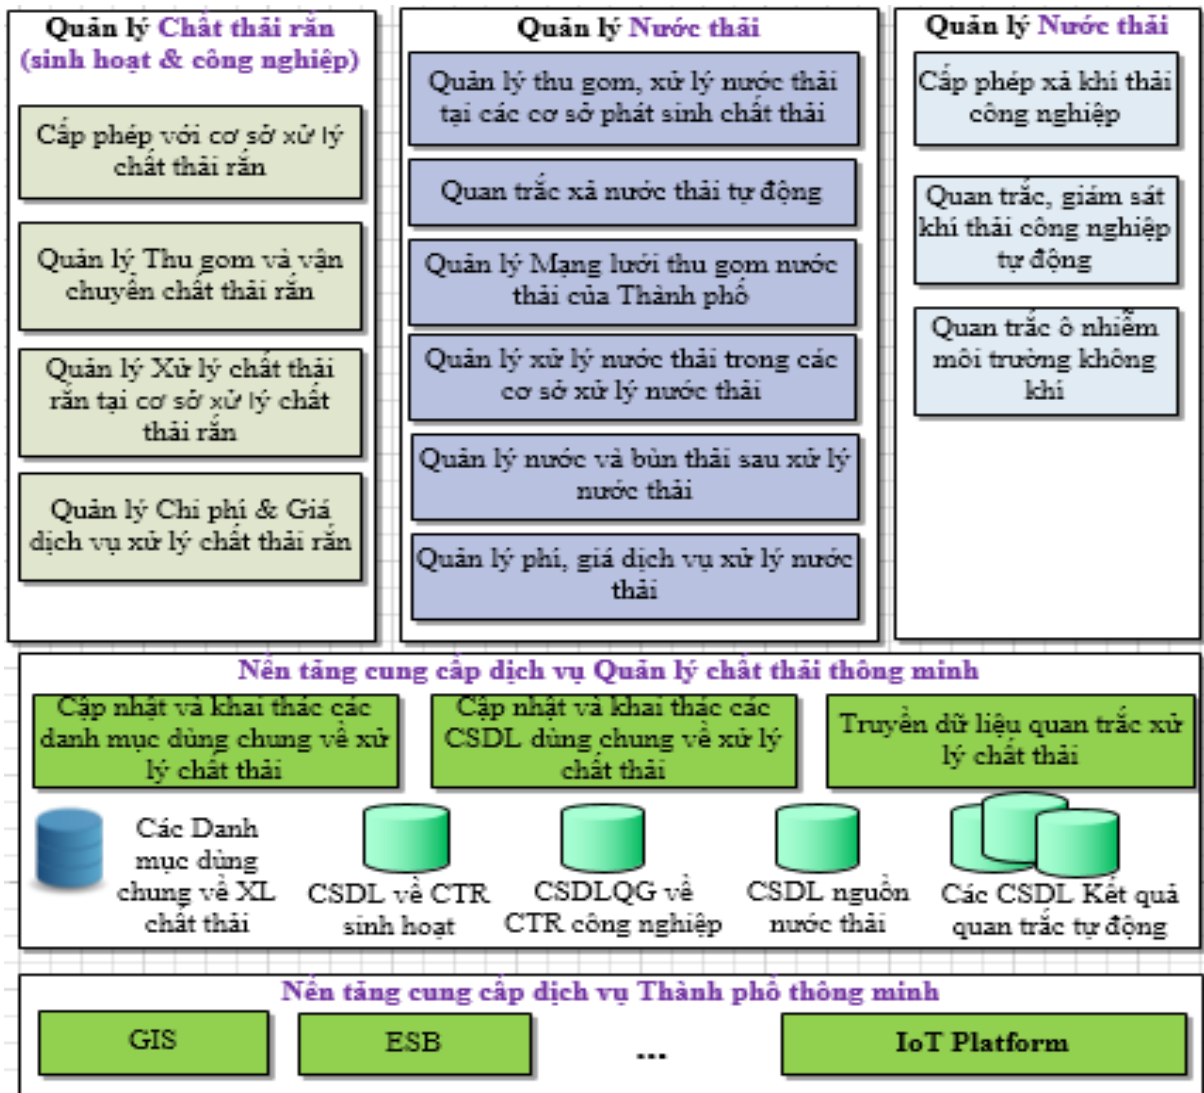 Quản lý Chất thải rắn
(sinh hoạt & công nghiệp)
Cấp phép với cơ sở xử lý
chất thải rắn
Quản lý Thu gom và vận
chuyển chất thải rắn
Quản lý Xử lý chất thải
rắn tại cơ sở xử lý chất
thải rắn
Quản lý Chi phí & Giá
dịch vụ xử lý chất thải rắn
Quản lý Nước thải
Quản lý thu gom, xử lý nước thải
tại các cơ sở phát sinh chất thải
Quan trắc xả nước thải tự động
Quản lý Mạng lưới thu gom nước
thải của Thành phố
Quản lý xử lý nước thải trong các
cơ sở xử lý nước thải
Quản lý nước và bùn thải sau xử lý
nước thải
Quản lý phí, giá dịch vụ xử lý nước
thải
Quản lý Nước thải
Cấp phép xả khí thải
công nghiệp
Quan trắc, giám sát
khí thải công nghiệp
tự động
Quan trắc ô nhiễm
môi trường không
khí
Nền tảng cung cấp dịch vụ Quản lý chất thải thông minh
Cập nhật và khai thác các
danh mục dùng chung về xử
lý chất thải
Cập nhật và khai thác các
CSDL dùng chung về xử lý
chất thải
Truyền dữ liệu quan trắc xử
lý chất thải
Các Danh
mục dùng
chung về XL
chất thải
CSDL về CTR
sinh hoạt
CSDLQG về
CTR công nghiệp
CSDL nguồn
nước thải
Các CSDL Kết quả
quan trắc tự động
Nền tảng cung cấp dịch vụ Thành phố thông minh
GIS
ESB
...
IoT Platform